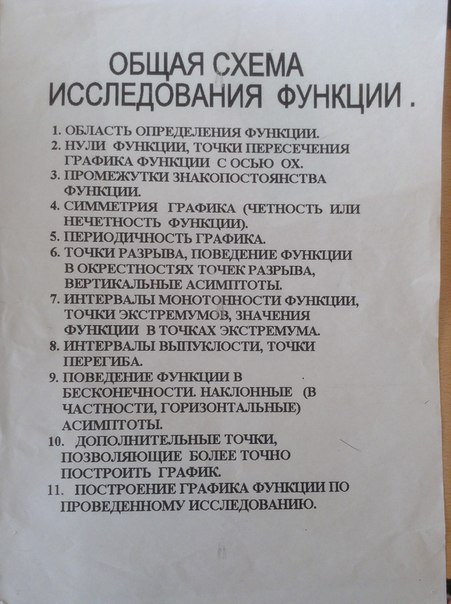 ОБЩАЯ СХЕМА
ИССЛЕДОВАНИЯ ФУНКЦИИ.
1. ОБЛАСТЬ ОПРЕДЕЛЕНИЯ ФУНКЦИИ.
2. НУЛИ ФУНКЦИИ, ТОЧКИ ПЕРЕСЕЧЕНИЯ
ГРАФИКА ФУНКЦИИ С ОСЬЮ ОХ.
3. ПРОМЕЖУТКИ ЗНАКОПОСТОЯНСТВА
ФУНКЦИИ.
4. СИММЕТРИЯ ГРАФИКА (ЧЕТНОСТЬ ИЛИ
НЕЧЕТНОСТЬ ФУНКЦИИ).
5. ПЕРИОДИЧНОСТЬ ГРАФИКА.
6. ТОЧКИ РАЗРЫВА, ПОВЕДЕНИЕ ФУНКЦИИ
В ОКРЕСТНОСТЯХ ТОЧЕК РАЗРЫВА,
ВЕРТИКАЛЬНЫЕ АСИМПТОТЫ.
7. ИНТЕРВАЛЫ МОНОТОННОСТИ ФУНКЦИИ,
ТОЧКИ ЭКСТРЕМУМОВ, ЗНАЧЕНИЯ
ФУНКЦИИ В ТОЧКАХ ЭКСТРЕМУМА.
8. ИНТЕРВАЛЫ ВЫПУКЛОСТИ, ТОЧКИ
ПЕРЕГИБА.
9. ПОВЕДЕНИЕ ФУНКЦИИ В
БЕСКОНЕЧНОСТИ. НАКЛОННЫЕ (В
ЧАСТНОСТИ, ГОРИЗОНТАЛЬНЫЕ)
АСИМПТОТЫ.
10. ДОПОЛНИТЕЛЬНЫЕ ТОЧКИ,
ПОЗВОЛЯЮЩИЕ БОЛЕЕ ТОЧНО
ПОСТРОИТЬ ГРАФИК.
11. ПОСТРОЕНИЕ ГРАФИКА ФУНКЦИИ ПО
ПРОВЕДЕННОМУ ИССЛЕДОВАНИЮ.